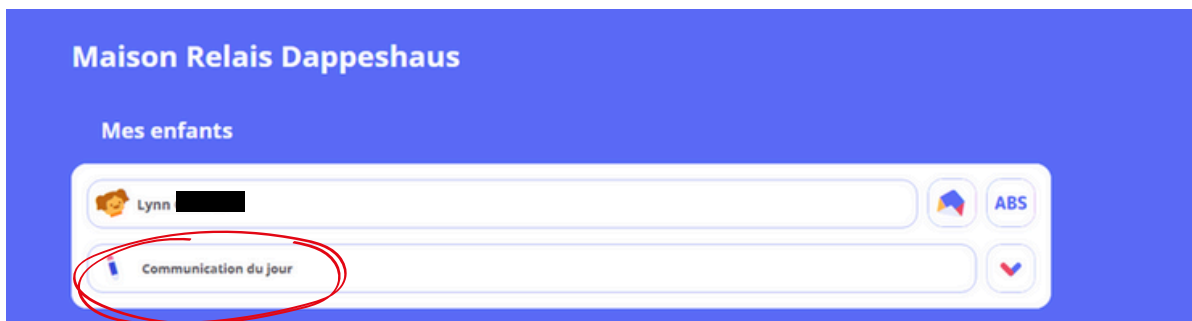 Maison Relais Dappeshaus
Mes enfants
Lynn
ABS
Communication du jour